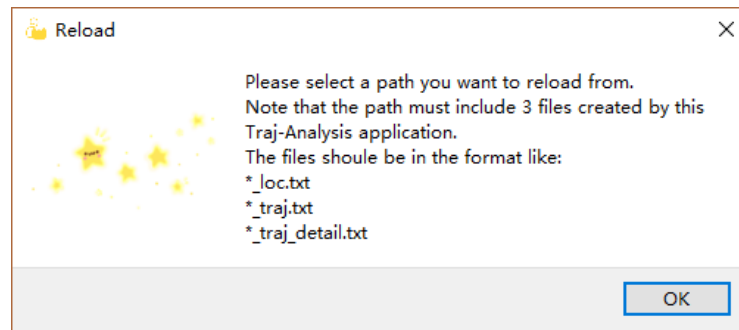 Reload
Please select a path you want to reload from.
Note that the path must include 3 files created by this
Traj-Analysis application.
The files shoule be in the format like:
*_loc.txt
*_traj.txt
*_traj_detail.txt
OK